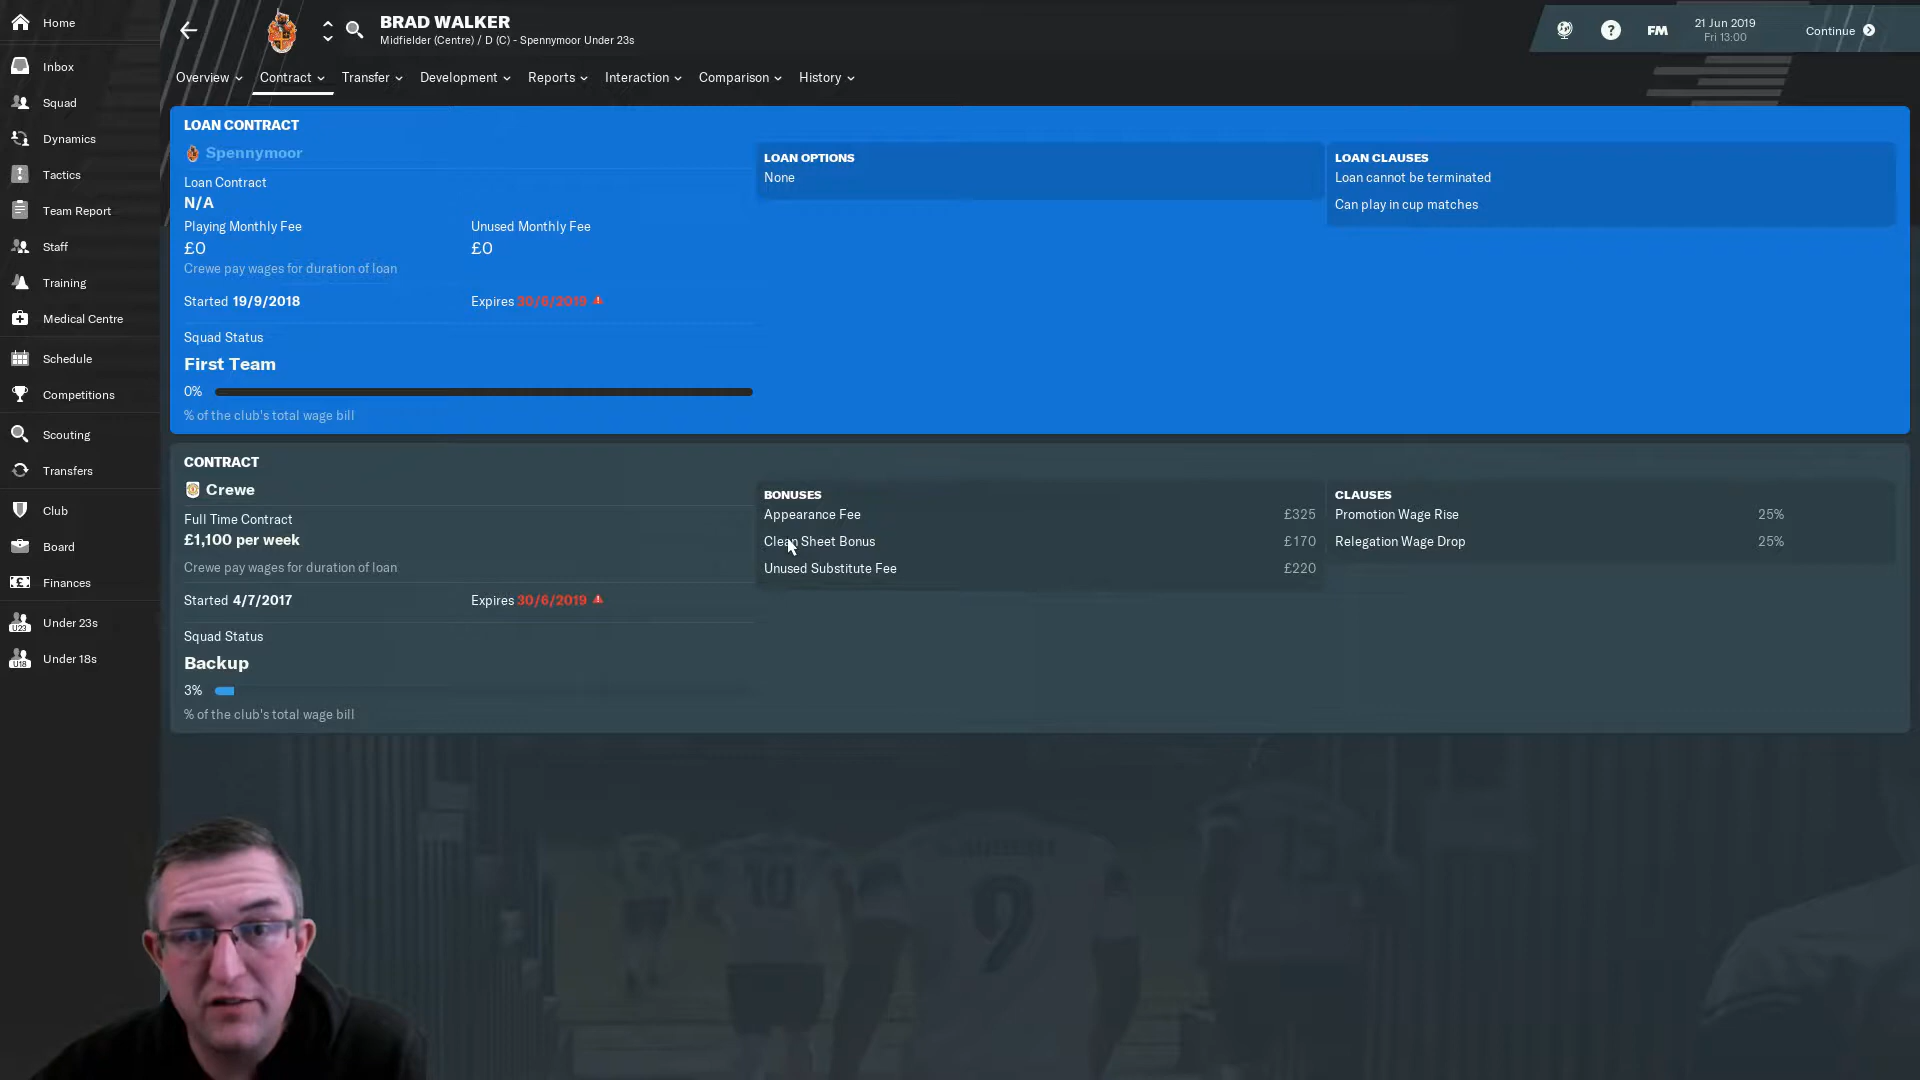 Home
Inbox
Squad
Dynamics
Tactics
Team Report
Staff
Training
Medical Centre
Schedule
Competitions
Scouting
Transfers
Club
Board
Finances
U23 Under 23s
U18 Under 18s
BRAD WALKER
Midfielder (Centre) / D (C) - Spennymoor Under 23s
? FM 21 Jun 2019
Fri 13:00
Continue
Overview Contract Transfer Development Reports Interaction Comparison History
LOAN CONTRACT
Spennymoor
Loan Contract
N/A
Playing Monthly Fee Unused Monthly Fee
£0 £0
Crewe pay wages for duration of loan
Started 19/9/2018 Expires 30/6/2019
Squad Status
First Team
0%
% of the club's total wage bill
LOAN OPTIONS
None
LOAN CLAUSES
Loan cannot be terminated
Can play in cup matches
CONTRACT
Crewe
Full Time Contract
£1,100 per week
Crewe pay wages for duration of loan
Started 4/7/2017 Expires 30/6/2019
Squad Status
Backup
3%
% of the club's total wage bill
BONUSES
Appearance Fee £325
Clean Sheet Bonus £170
Unused Substitute Fee £220
CLAUSES
Promotion Wage Rise 25%
Relegation Wage Drop 25%
10
9